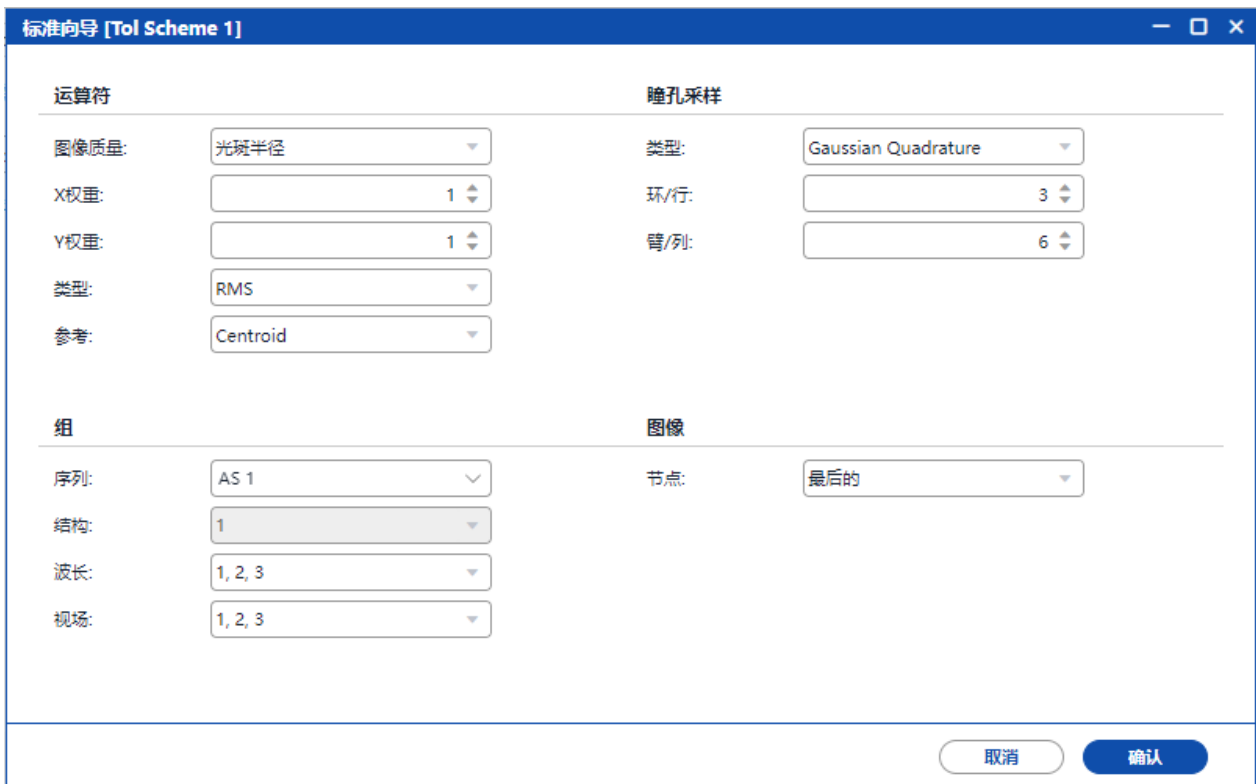 标准向导 [Tol Scheme 1]
运算符
图像质量: 光斑半径
X权重: 1
Y权重: 1
类型: RMS
参考: Centroid
瞳孔采样
类型: Gaussian Quadrature
环/行: 3
臂/列: 6
组
序列: AS 1
结构: 1
波长: 1, 2, 3
视场: 1, 2, 3
图像
节点: 最后的
取消 确认